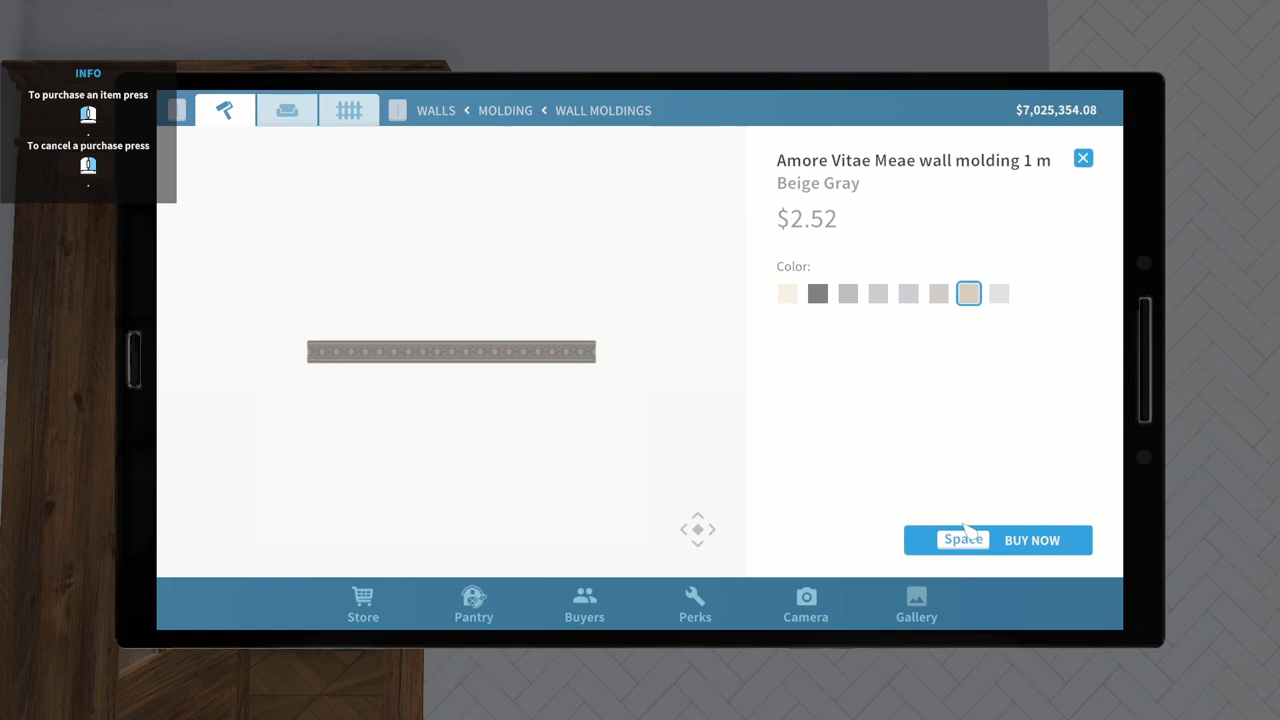 INFO
To purchase an item press
.
To cancel a purchase press
.
WALLS < MOLDING < WALL MOLDINGS
$7,025,354.08
Amore Vitae Meae wall molding 1 m
Beige Gray
$2.52
Color:
Space BUY NOW
Store
Pantry
Buyers
Perks
Camera
Gallery